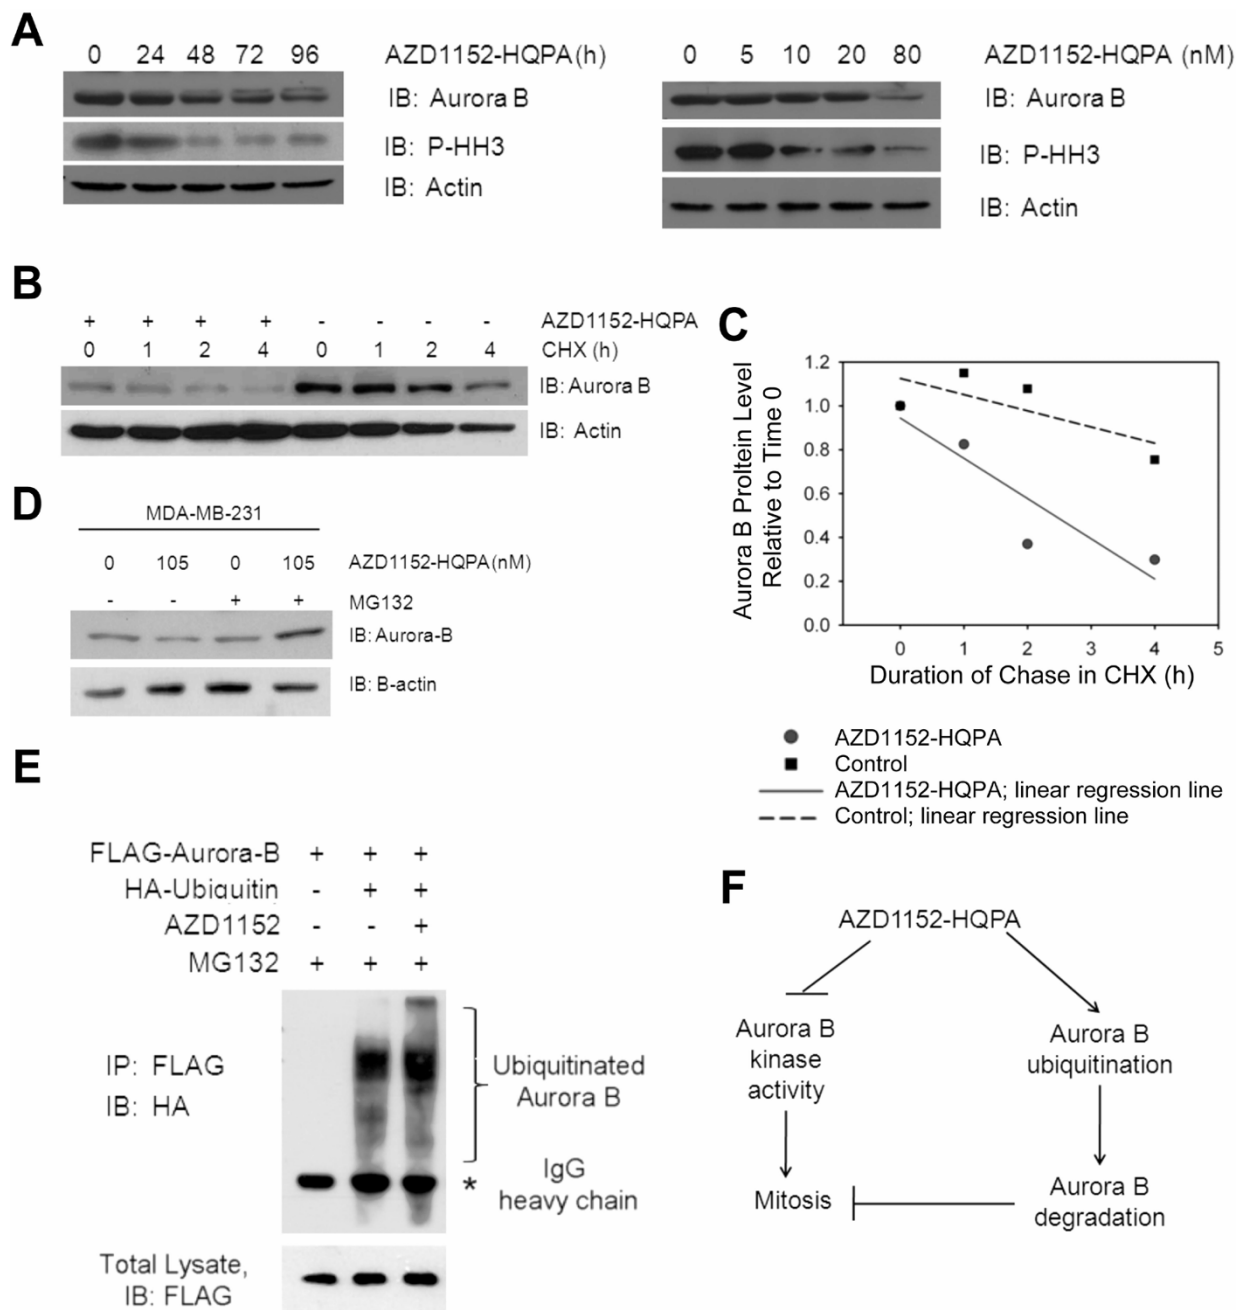 A
0 24 48 72 96 AZD1152-HQPA(h)
IB: Aurora B
IB: P-HH3
IB: Actin
0 5 10 20 80 AZD1152-HQPA (nM)
IB: Aurora B
IB: P-HH3
IB: Actin
B
+ + + + - - - - AZD1152-HQPA
0 1 2 4 0 1 2 4 CHX (h)
IB: Aurora B
IB: Actin
C
Aurora B Proltein Level
Relative to Time 0
1.2
1.0
0.8
0.6
0.4
0.2
0.0
0 1 2 3 4 5
Duration of Chase in CHX (h)
AZD1152-HQPA
Control
AZD1152-HQPA; linear regression line
Control; linear regression line
D
MDA-MB-231
0 105 0 105 AZD1152-HQPA(nM)
- - + + MG132
IB: Aurora-B
IB: B-actin
E
FLAG-Aurora-B + + +
HA-Ubiquitin - + +
AZD1152 - - +
MG132 + + +
IP: FLAG
IB: HA
Ubiquitinated
Aurora B
* IgG
heavy chain
Total Lysate,
IB: FLAG
F
AZD1152-HQPA
Aurora B
kinase
activity
Mitosis
Aurora B
ubiquitination
Aurora B
degradation